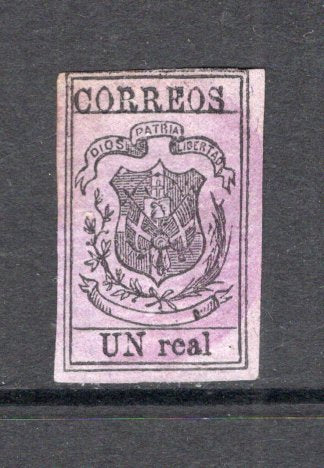 CORREOS
DIOS PATRIA LIBERTAD
UN real